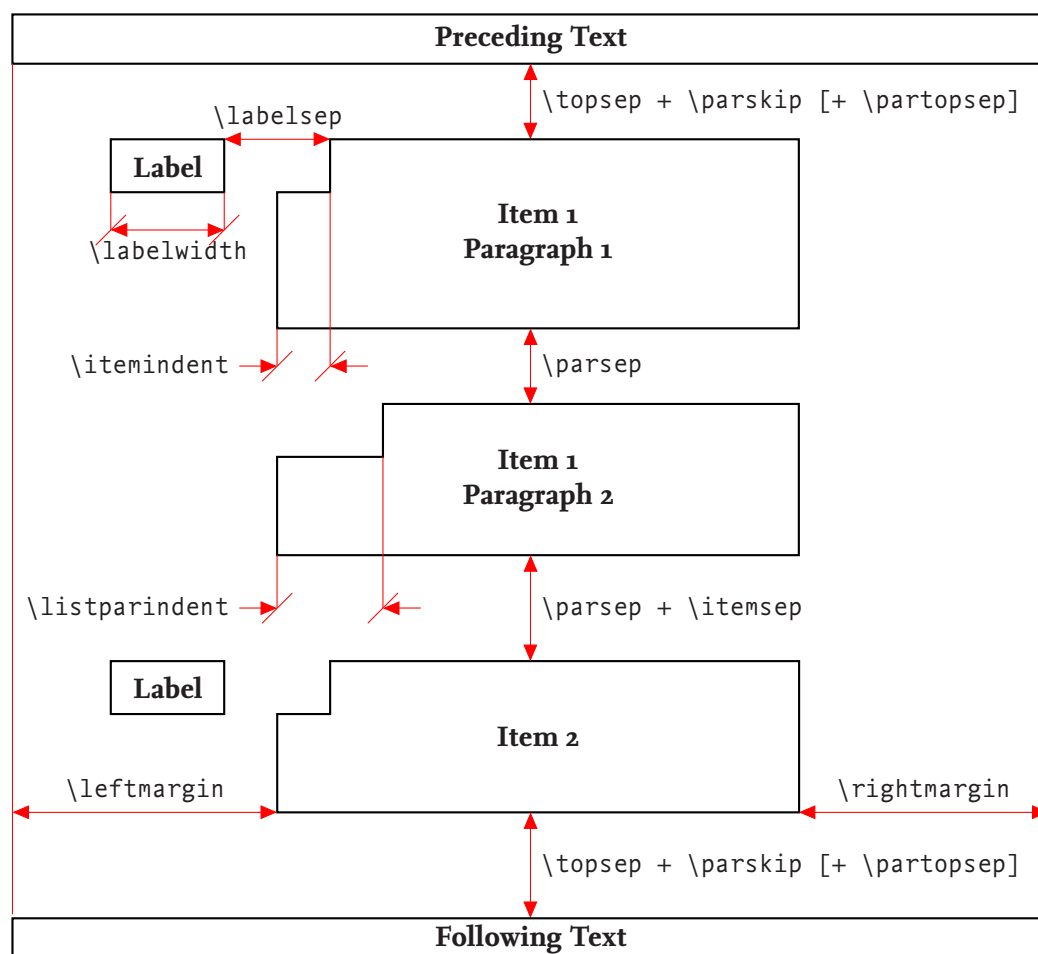 Preceding Text
\topsep + \parskip [+ \partopsep]
\labelsep
Label
Item 1
Paragraph 1
\labelwidth
\itemindent
\parsep
Item 1
Paragraph 2
\listparindent
\parsep + \itemsep
Label
Item 2
\leftmargin
\rightmargin
\topsep + \parskip [+ \partopsep]
Following Text